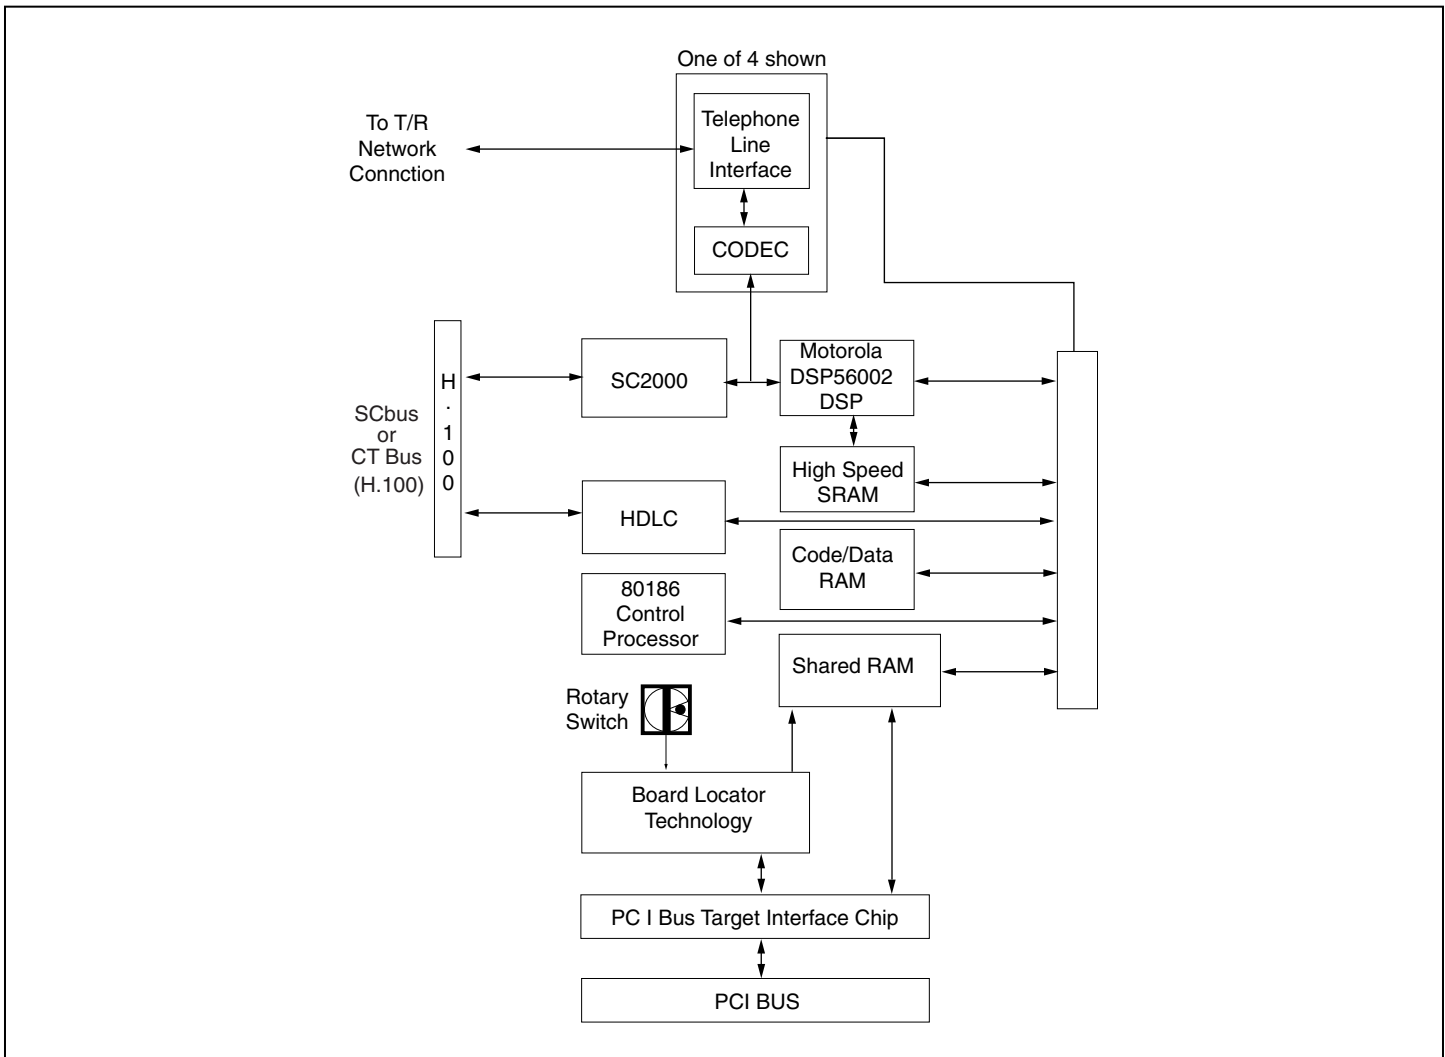 One of 4 shown
To T/R
Network
Connction
Telephone
Line
Interface
CODEC
SCbus
or
CT Bus
(H.100)
H
.
1
0
0
SC2000
Motorola
DSP56002
DSP
High Speed
SRAM
HDLC
Code/Data
RAM
80186
Control
Processor
Shared RAM
Rotary
Switch
Board Locator
Technology
PC I Bus Target Interface Chip
PCI BUS